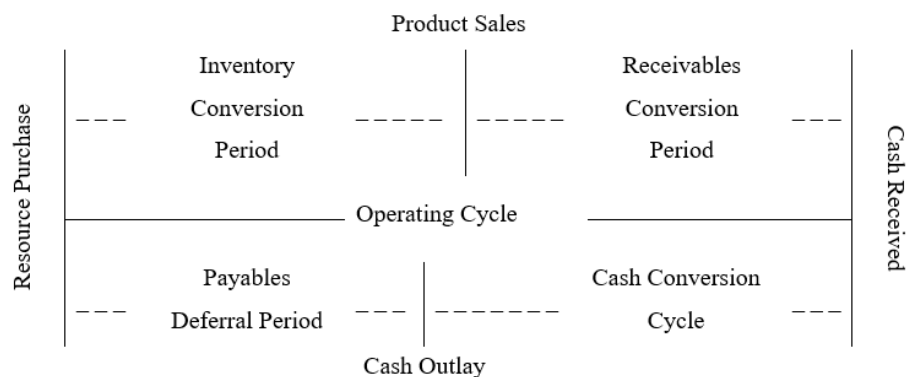 Product Sales
Inventory
Conversion
Period
Receivables
Conversion
Period
Resource Purchase
Cash Received
Operating Cycle
Payables
Deferral Period
Cash Conversion
Cycle
Cash Outlay